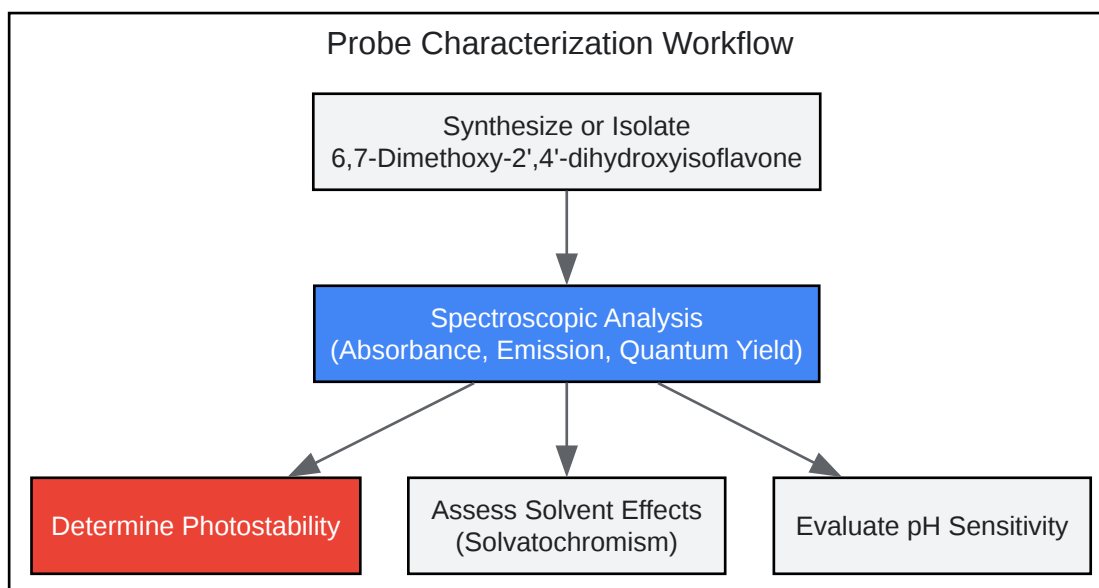 Probe Characterization Workflow
Synthesize or Isolate
6,7-Dimethoxy-2',4'-dihydroxyisoflavone
Spectroscopic Analysis
(Absorbance, Emission, Quantum Yield)
Determine Photostability
Assess Solvent Effects
(Solvatochromism)
Evaluate pH Sensitivity